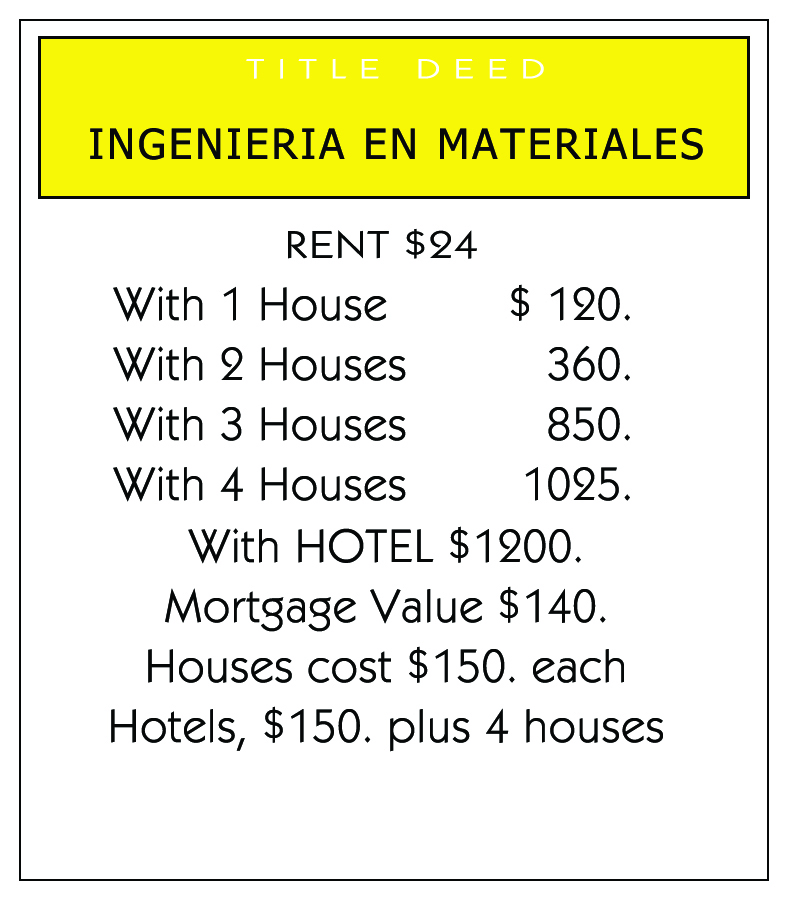 TITLE DEED
INGENIERIA EN MATERIALES
RENT $24
With 1 House $ 120.
With 2 Houses 360.
With 3 Houses 850.
With 4 Houses 1025.
With HOTEL $1200.
Mortgage Value $140.
Houses cost $150. each
Hotels, $150. plus 4 houses